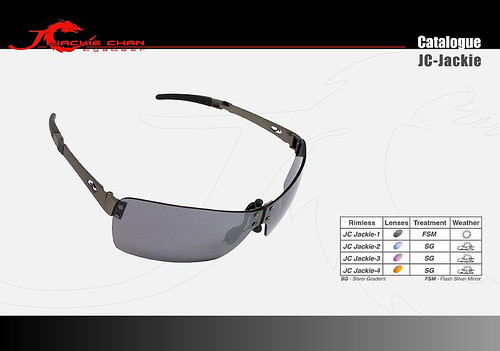 JACKIE CHAN
eyewear
Catalogue
JC-Jackie
Rimless Lenses Treatment Weather
JC Jackie-1 FSM
JC Jackie-2 SG
JC Jackie-3 SG
JC Jackie-4 SG
SG - Silver Gradient FSM - Flash Silver Mirror